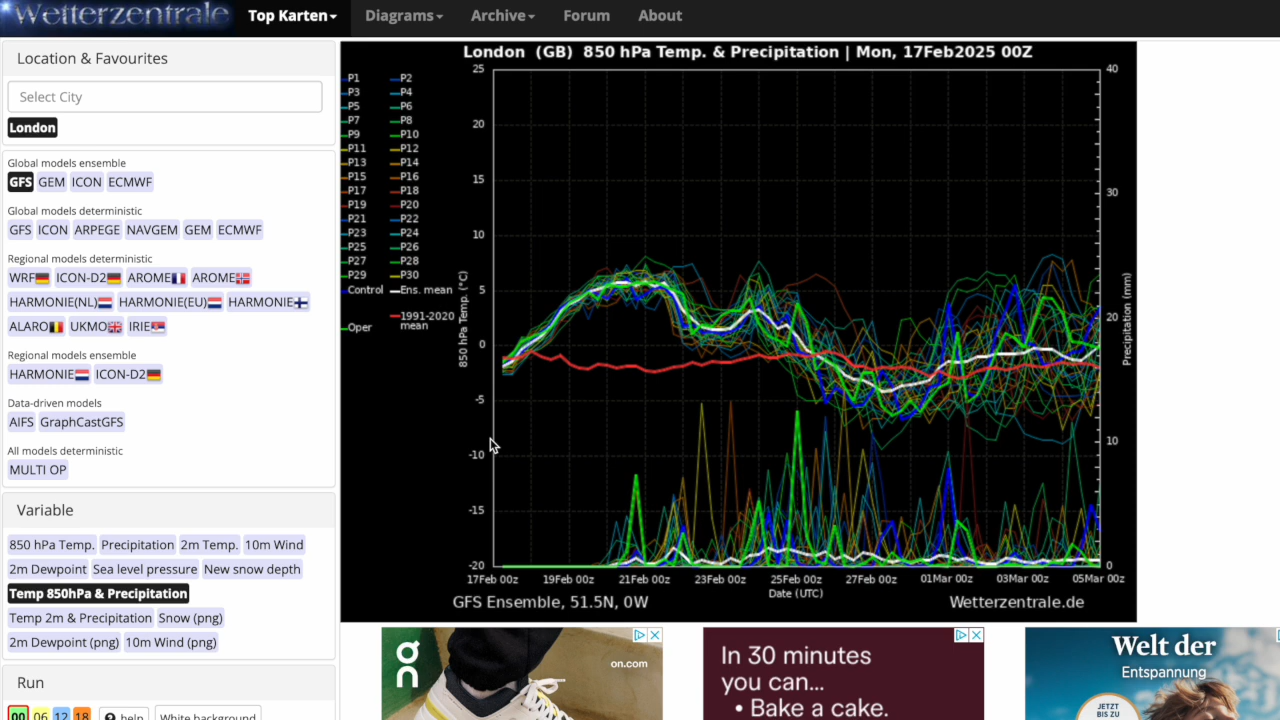 Wetterzentrale
Top Karten Diagrams Archive Forum About
Location & Favourites
Select City
London
Global models ensemble
GFS GEM ICON ECMWF
Global models deterministic
GFS ICON ARPEGE NAVGEM GEM ECMWF
Regional models deterministic
WRF ICON-D2 AROME AROME
HARMONIE(NL) HARMONIE(EU) HARMONIE
ALARO UKMO IRIE
Regional models ensemble
HARMONIE ICON-D2
Data-driven models
AIFS GraphCastGFS
All models deterministic
MULTI OP
Variable
850 hPa Temp. Precipitation 2m Temp. 10m Wind
2m Dewpoint Sea level pressure New snow depth
Temp 850hPa & Precipitation
Temp 2m & Precipitation Snow (png)
2m Dewpoint (png) 10m Wind (png)
Run
00 06 12 18 help White background
London (GB) 850 hPa Temp. & Precipitation | Mon, 17Feb2025 00Z
P1 P2
P3 P4
P5 P6
P7 P8
P9 P10
P11 P12
P13 P14
P15 P16
P17 P18
P19 P20
P21 P22
P23 P24
P25 P26
P27 P28
P29 P30
Control Ens. mean
Oper 1991-2020
mean
850 hPa Temp. (°C)
25
20
15
10
5
0
-5
-10
-15
-20
40
30
20
10
0
Precipitation (mm)
17Feb 00z 19Feb 00z 21Feb 00z 23Feb 00z 25Feb 00z 27Feb 00z 01Mar 00z 03Mar 00z 05Mar 00z
Date (UTC)
GFS Ensemble, 51.5N, 0W Wetterzentrale.de
on
on.com
In 30 minutes
you can...
• Bake a cake.
Welt der
Entspannung
JETZT
BIS ZU